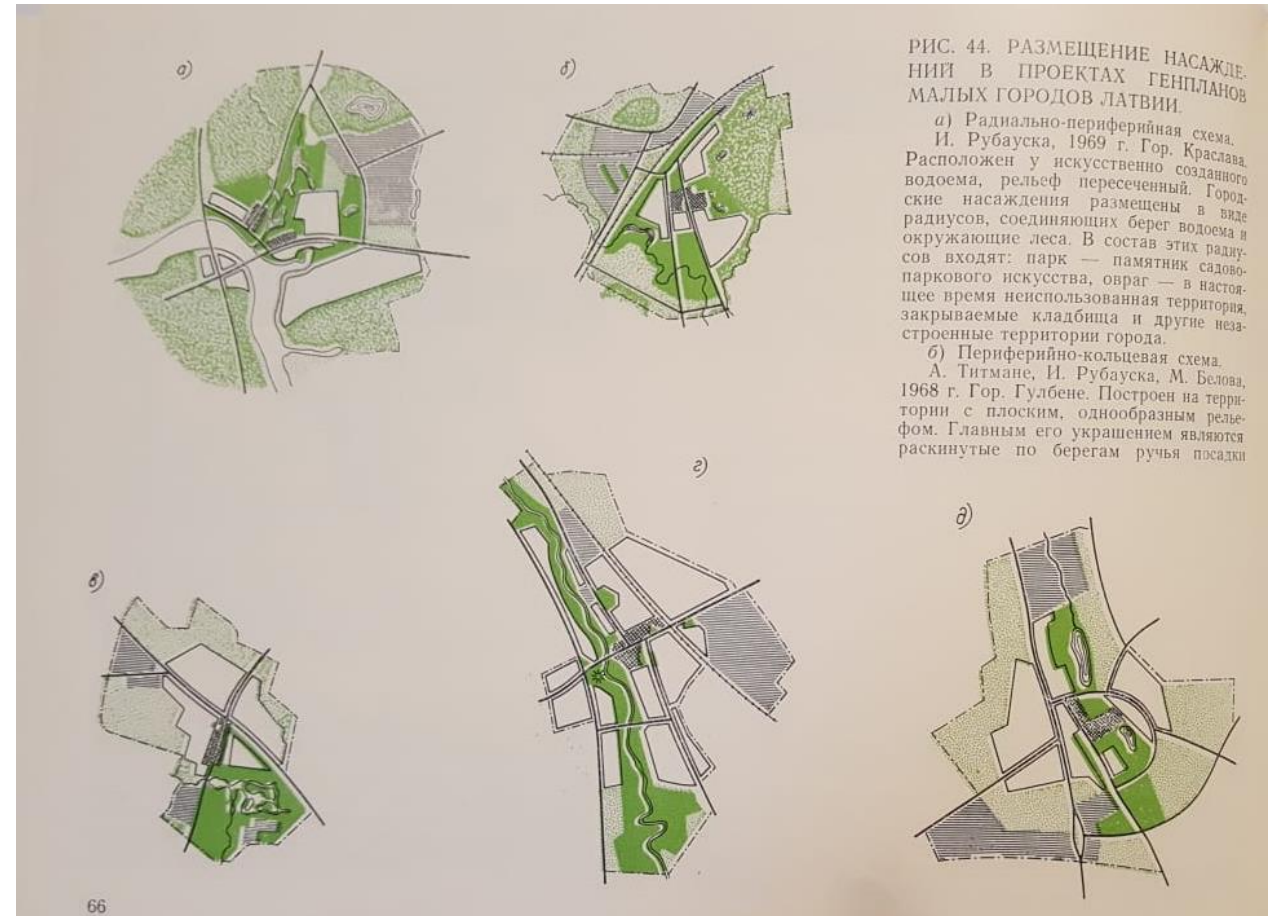 РИС. 44. РАЗМЕЩЕНИЕ НАСАЖДЕ-
НИЙ В ПРОЕКТАХ ГЕНПЛАНОВ
МАЛЫХ ГОРОДОВ ЛАТВИИ.
а) Радиально-периферийная схема.
И. Рубауска, 1969 г. Гор. Краслава.
Расположен у искусственно созданного
водоема, рельеф пересеченный. Город-
ские насаждения размещены в виде
радиусов, соединяющих берег водоема и
окружающие леса. В состав этих радиу-
сов входят: парк — памятник садово-
паркового искусства, овраг — в настоя-
щее время неиспользованная территория,
закрываемые кладбища и другие неза-
строенные территории города.
б) Периферийно-кольцевая схема.
А. Титмане, И. Рубауска, М. Белова,
1968 г. Гор. Гулбене. Построен на терри-
тории с плоским, однообразным релье-
фом. Главным его украшением являются
раскинутые по берегам ручья посадки
а)
б)
в)
г)
д)
66